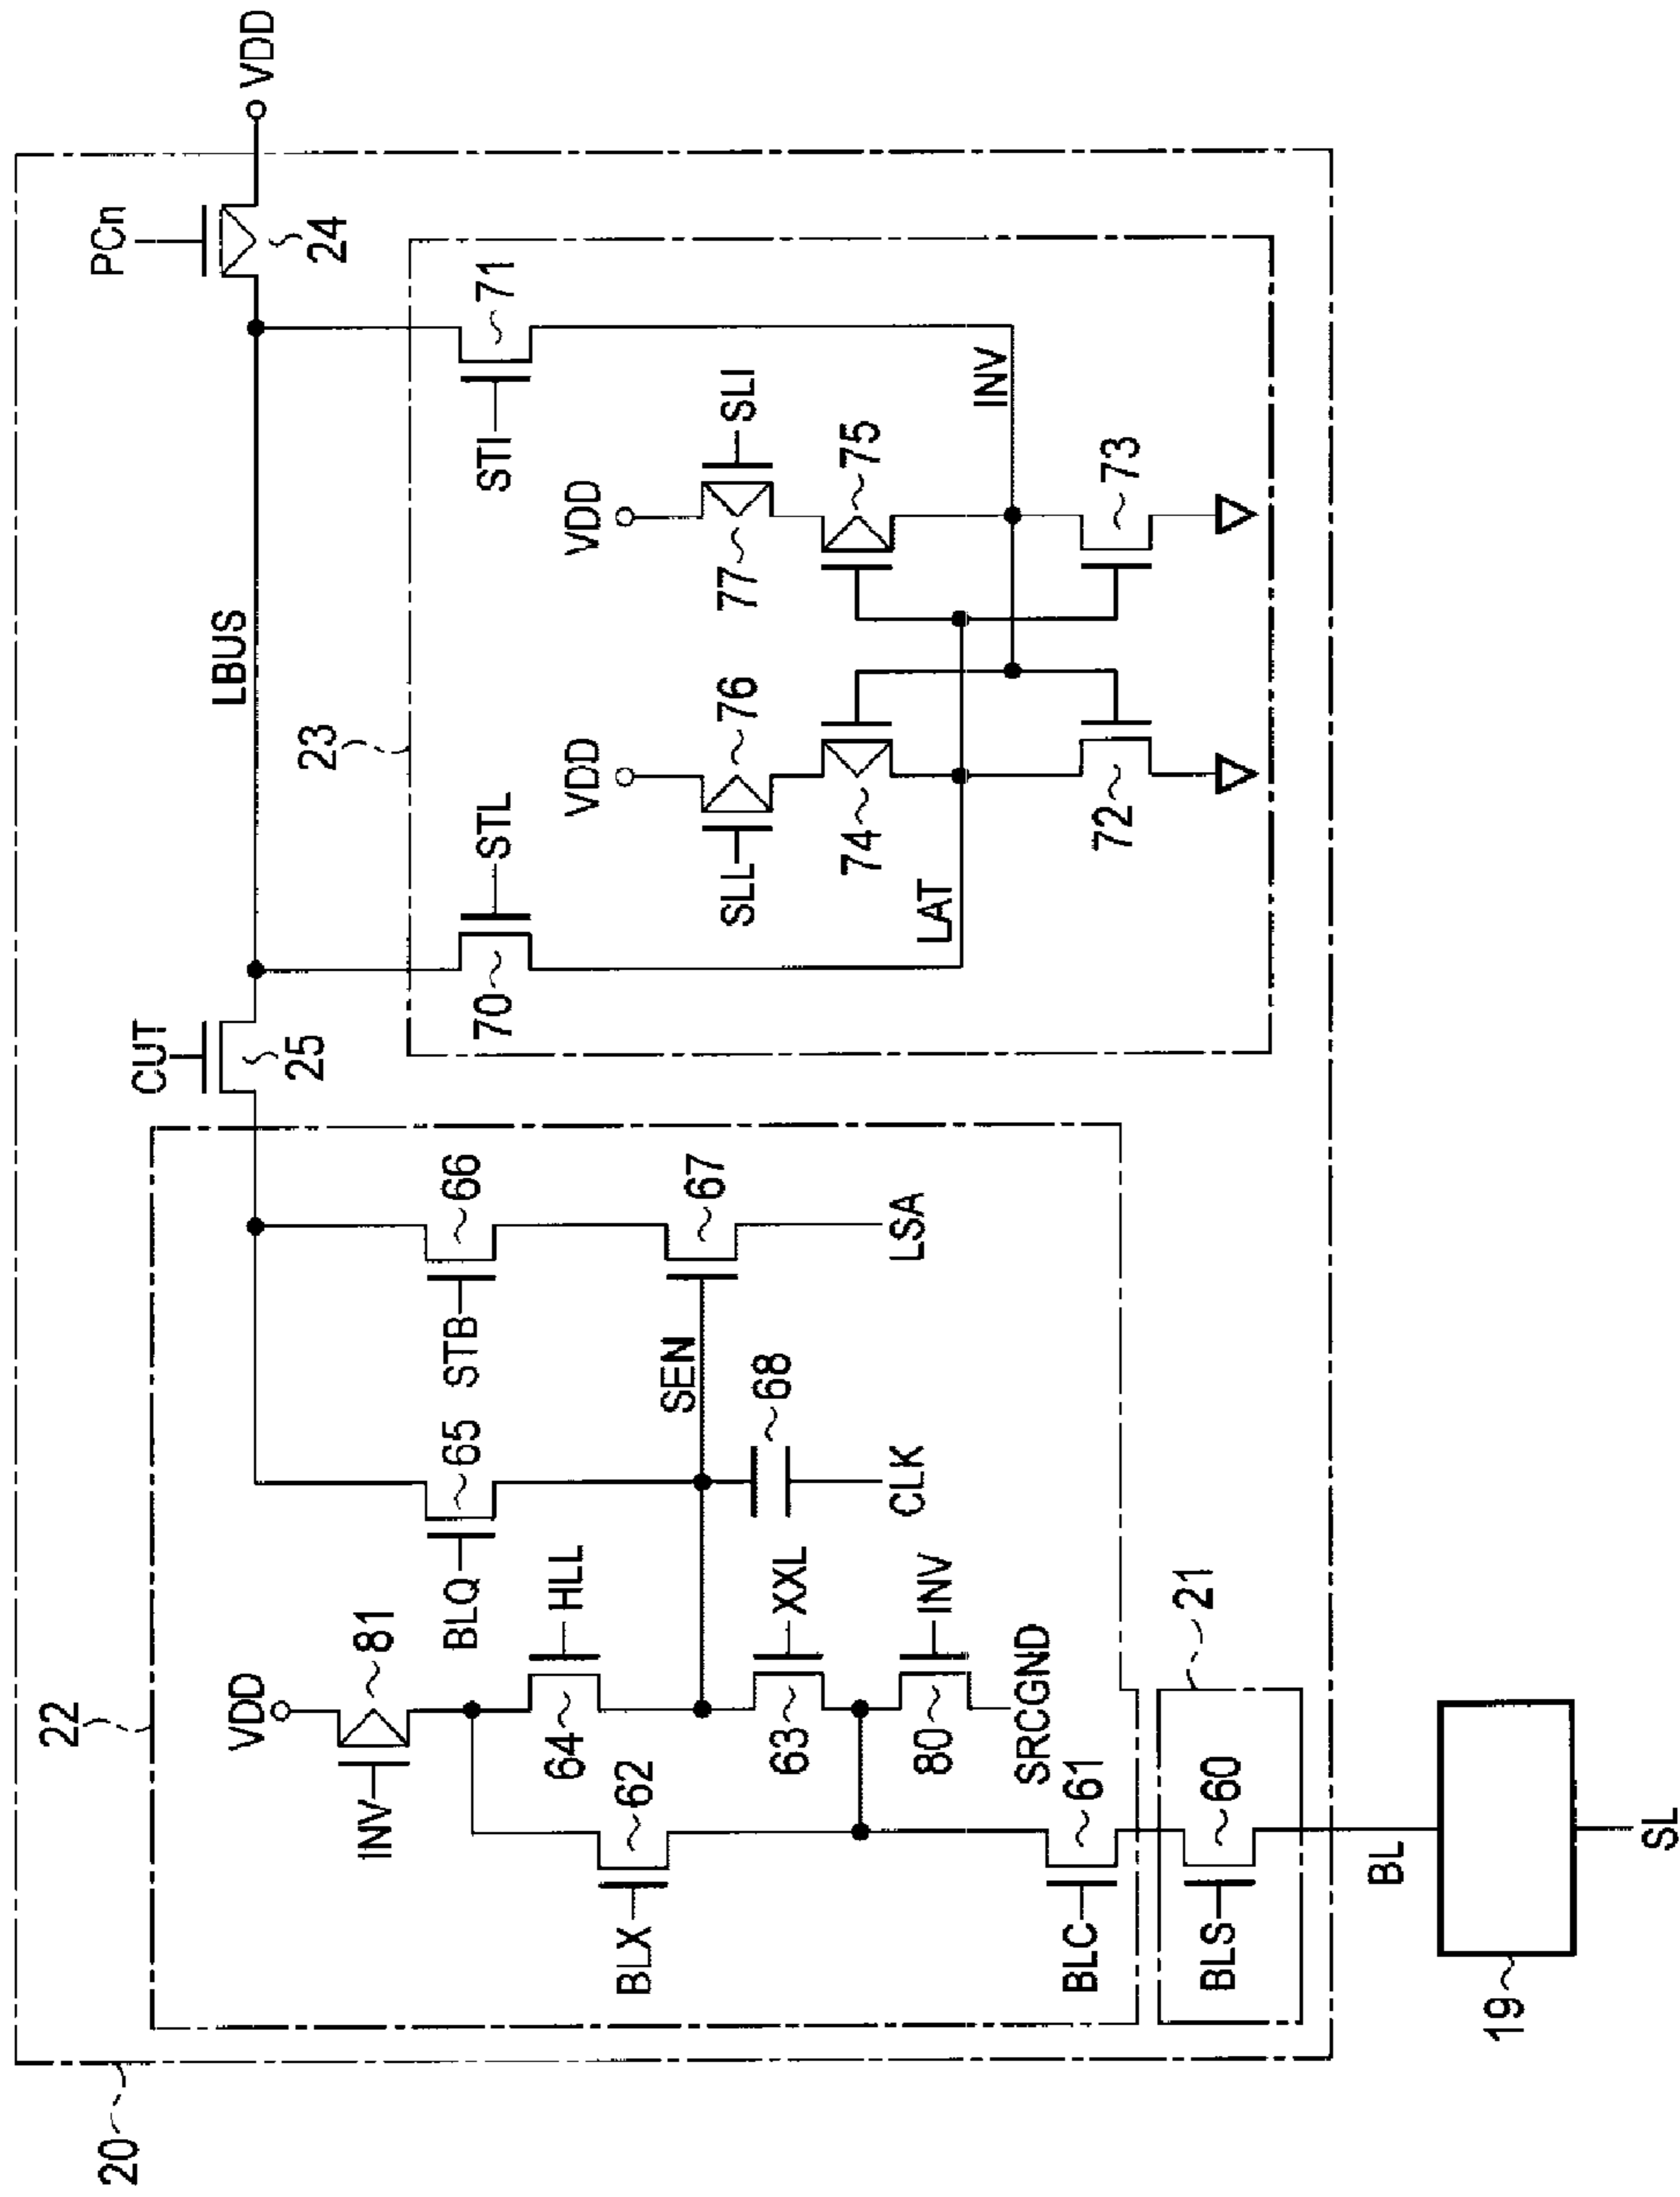 VDD
PCn
24
71
STI
LBUS
23
STL
70
VDD
SLI
77
75
INV
73
VDD
76
SLL
74
LAT
72
CUT
25
22
66
STB
67
LSA
SEN
65
BLQ
68
CLK
VDD
81
INV
HLL
64
XXL
63
INV
80
SRCGND
62
BLX
61
BLC
21
60
BLS
20
BL
19
SL